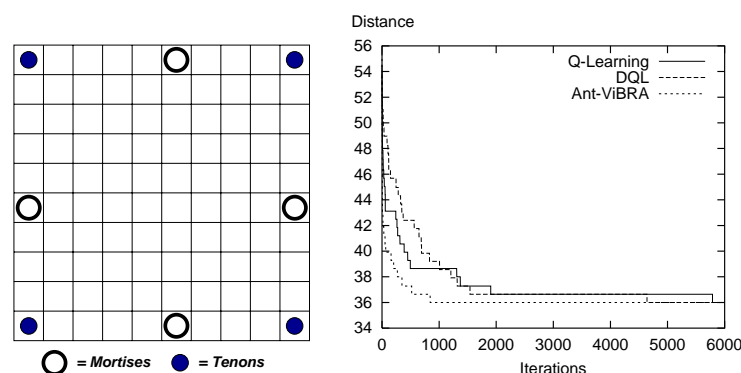 Distance
56
54
52
50
48
46
44
42
40
38
36
34
Q-Learning
DQL
Ant-ViBRA
0 1000 2000 3000 4000 5000 6000
Iterations
= Mortises = Tenons